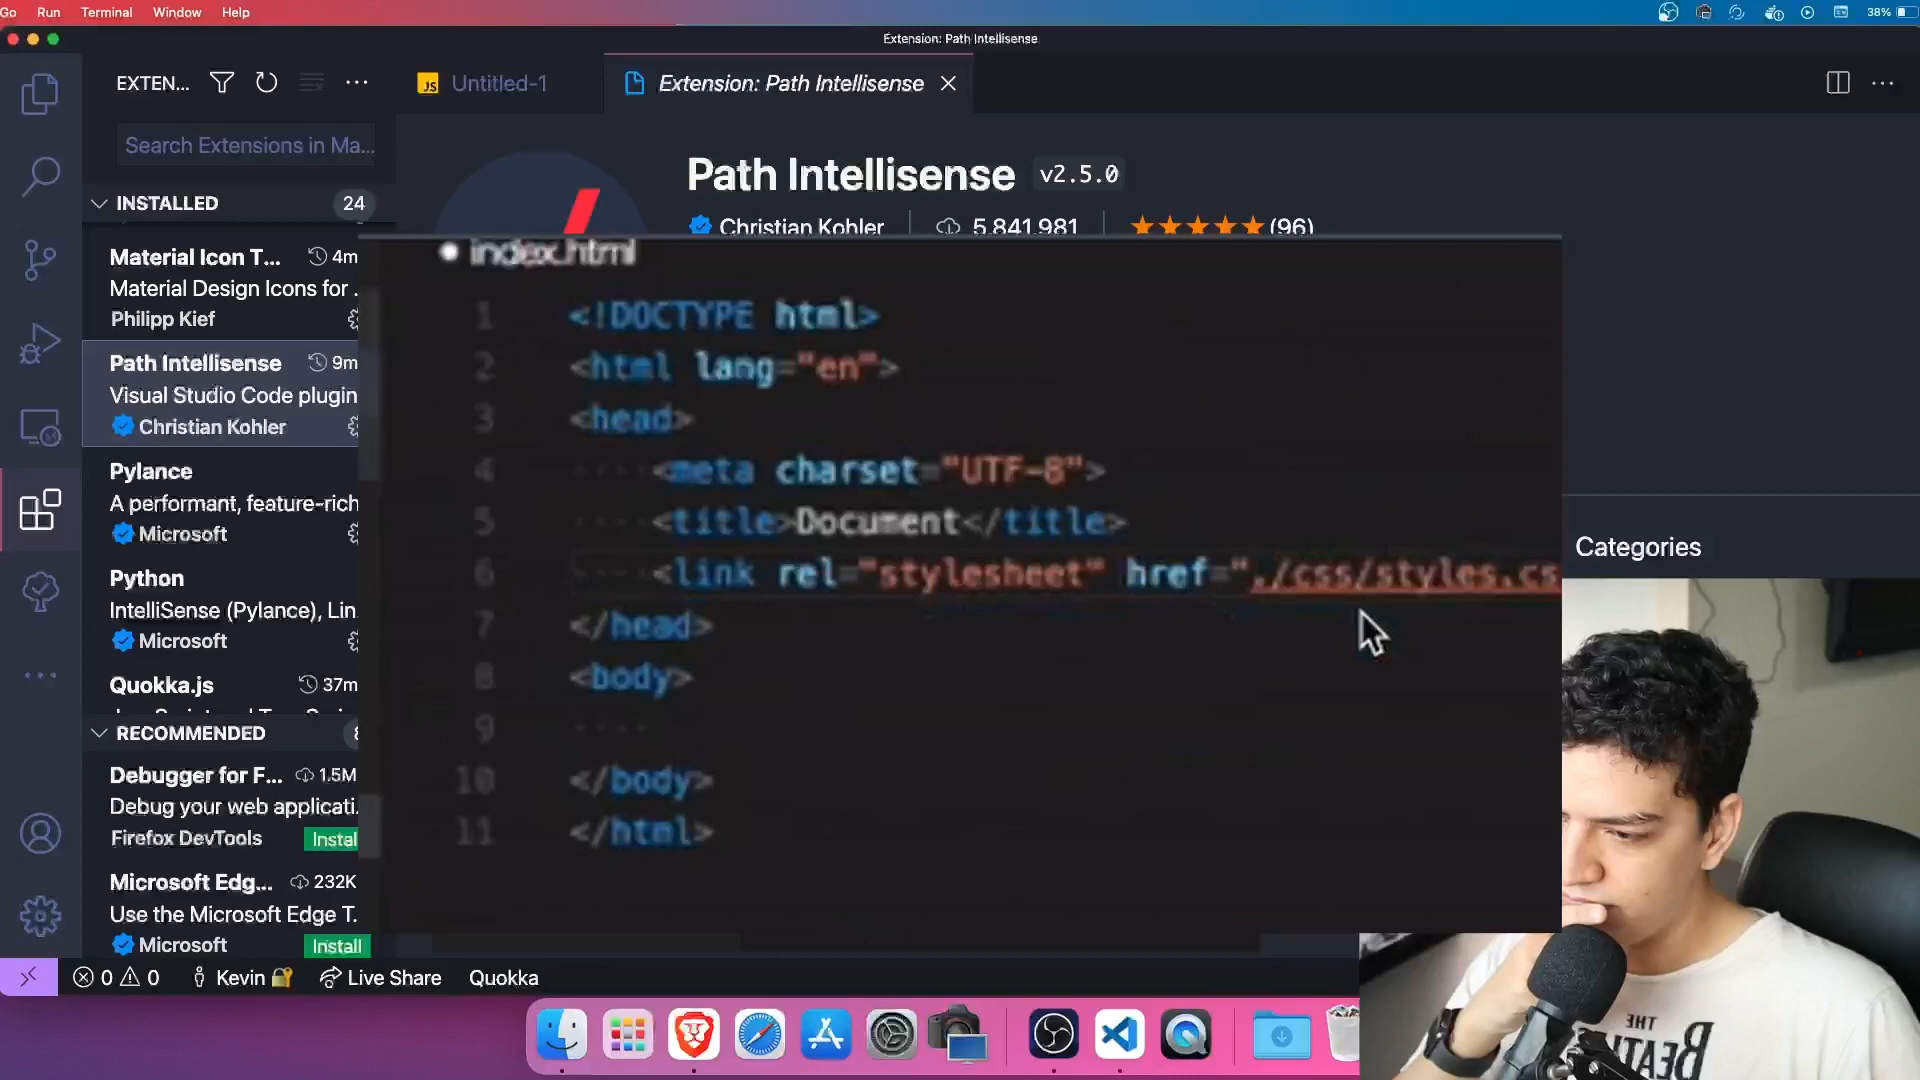 Go Run Terminal Window Help
38%
Extension: Path Intellisense
EXTEN...
JS Untitled-1
Extension: Path Intellisense
Search Extensions in Ma...
INSTALLED 24
Material Icon T... 4m
Material Design Icons for .
Philipp Kief
Path Intellisense 9m
Visual Studio Code plugin
Christian Kohler
Pylance
A performant, feature-rich
Microsoft
Python
IntelliSense (Pylance), Lin.
Microsoft
Quokka.js 37m
RECOMMENDED
Debugger for F... 1.5M
Debug your web applicati.
Firefox DevTools Instal
Microsoft Edg... 232K
Use the Microsoft Edge T.
Microsoft Install
Path Intellisense v2.5.0
Christian Kohler 5,841,981 (96)
index.html
1 <!DOCTYPE html>
2 <html lang="en">
3 <head>
4 <meta charset="UTF-8">
5 <title>Document</title>
6 <link rel="stylesheet" href="./css/styles.cs
7 </head>
8 <body>
9
10 </body>
11 </html>
Categories
0 0 Kevin Live Share Quokka
THE
BEATL